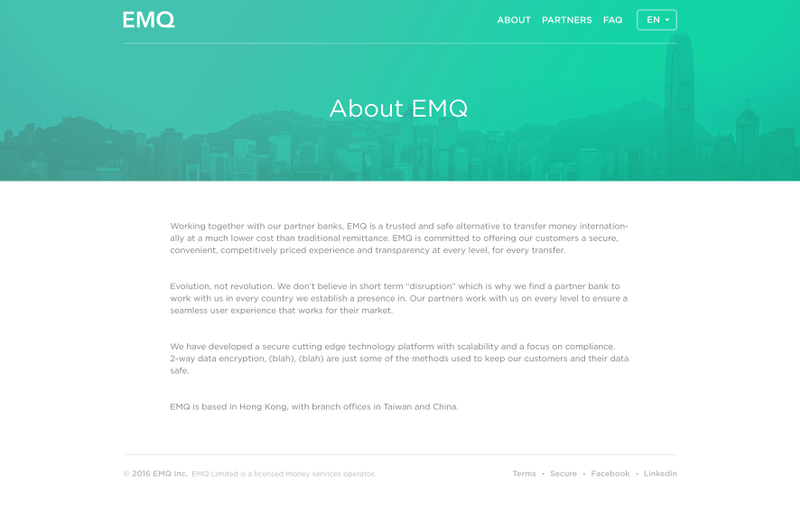 EMQ
ABOUT PARTNERS FAQ EN
About EMQ
Working together with our partner banks, EMQ is a trusted and safe alternative to transfer money internation-
ally at a much lower cost than traditional remittance. EMQ is committed to offering our customers a secure,
convenient, competitively priced experience and transparency at every level, for every transfer.
Evolution, not revolution. We don't believe in short term “disruption” which is why we find a partner bank to
work with us in every country we establish a presence in. Our partners work with us on every level to ensure a
seamless user experience that works for their market.
We have developed a secure cutting edge technology platform with scalability and a focus on compliance.
2-way data encryption, (blah), (blah) are just some of the methods used to keep our customers and their data
safe.
EMQ is based in Hong Kong, with branch offices in Taiwan and China.
© 2016 EMQ Inc. EMQ Limited is a licensed money services operator.
Terms • Secure • Facebook • Linkedin